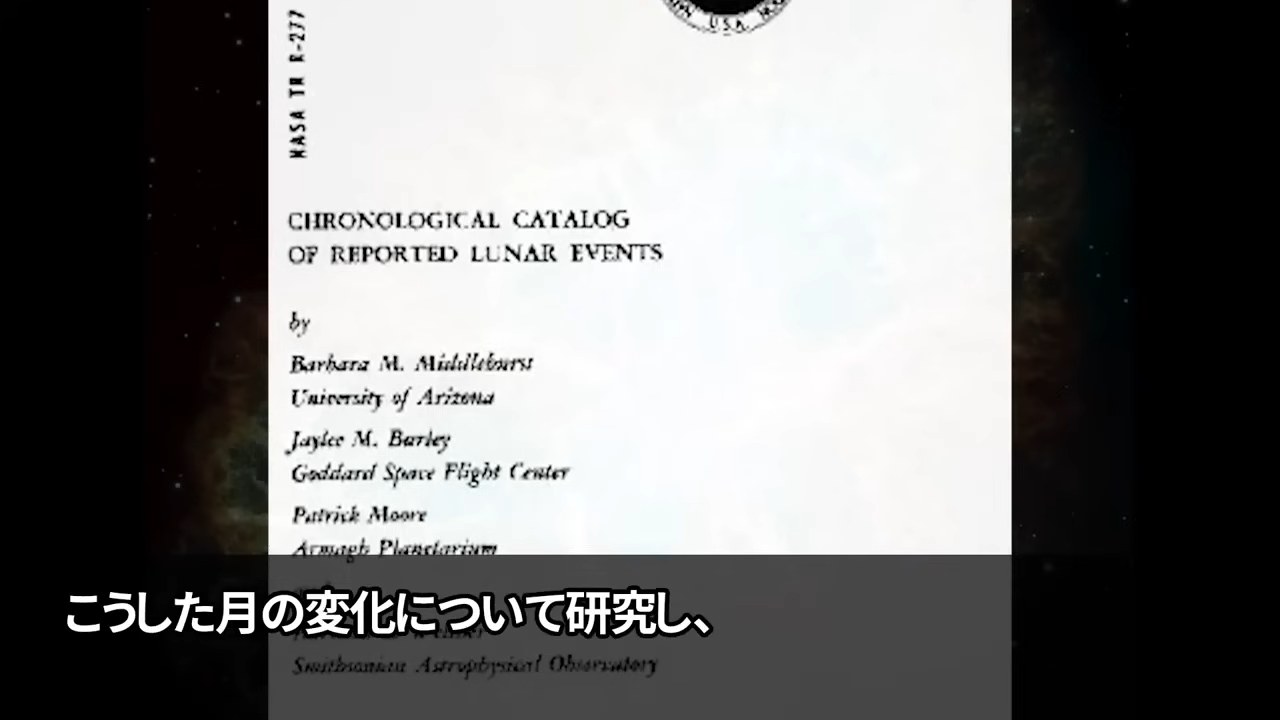 NASA TR R-277
U.S.A.
CHRONOLOGICAL CATALOG
OF REPORTED LUNAR EVENTS
by
Barbara M. Middlehurst
University of Arizona
Jaylee M. Burley
Goddard Space Flight Center
Patrick Moore
Armagh Planetarium
こうした月の変化について研究し、
Smithsonian Astrophysical Observatory